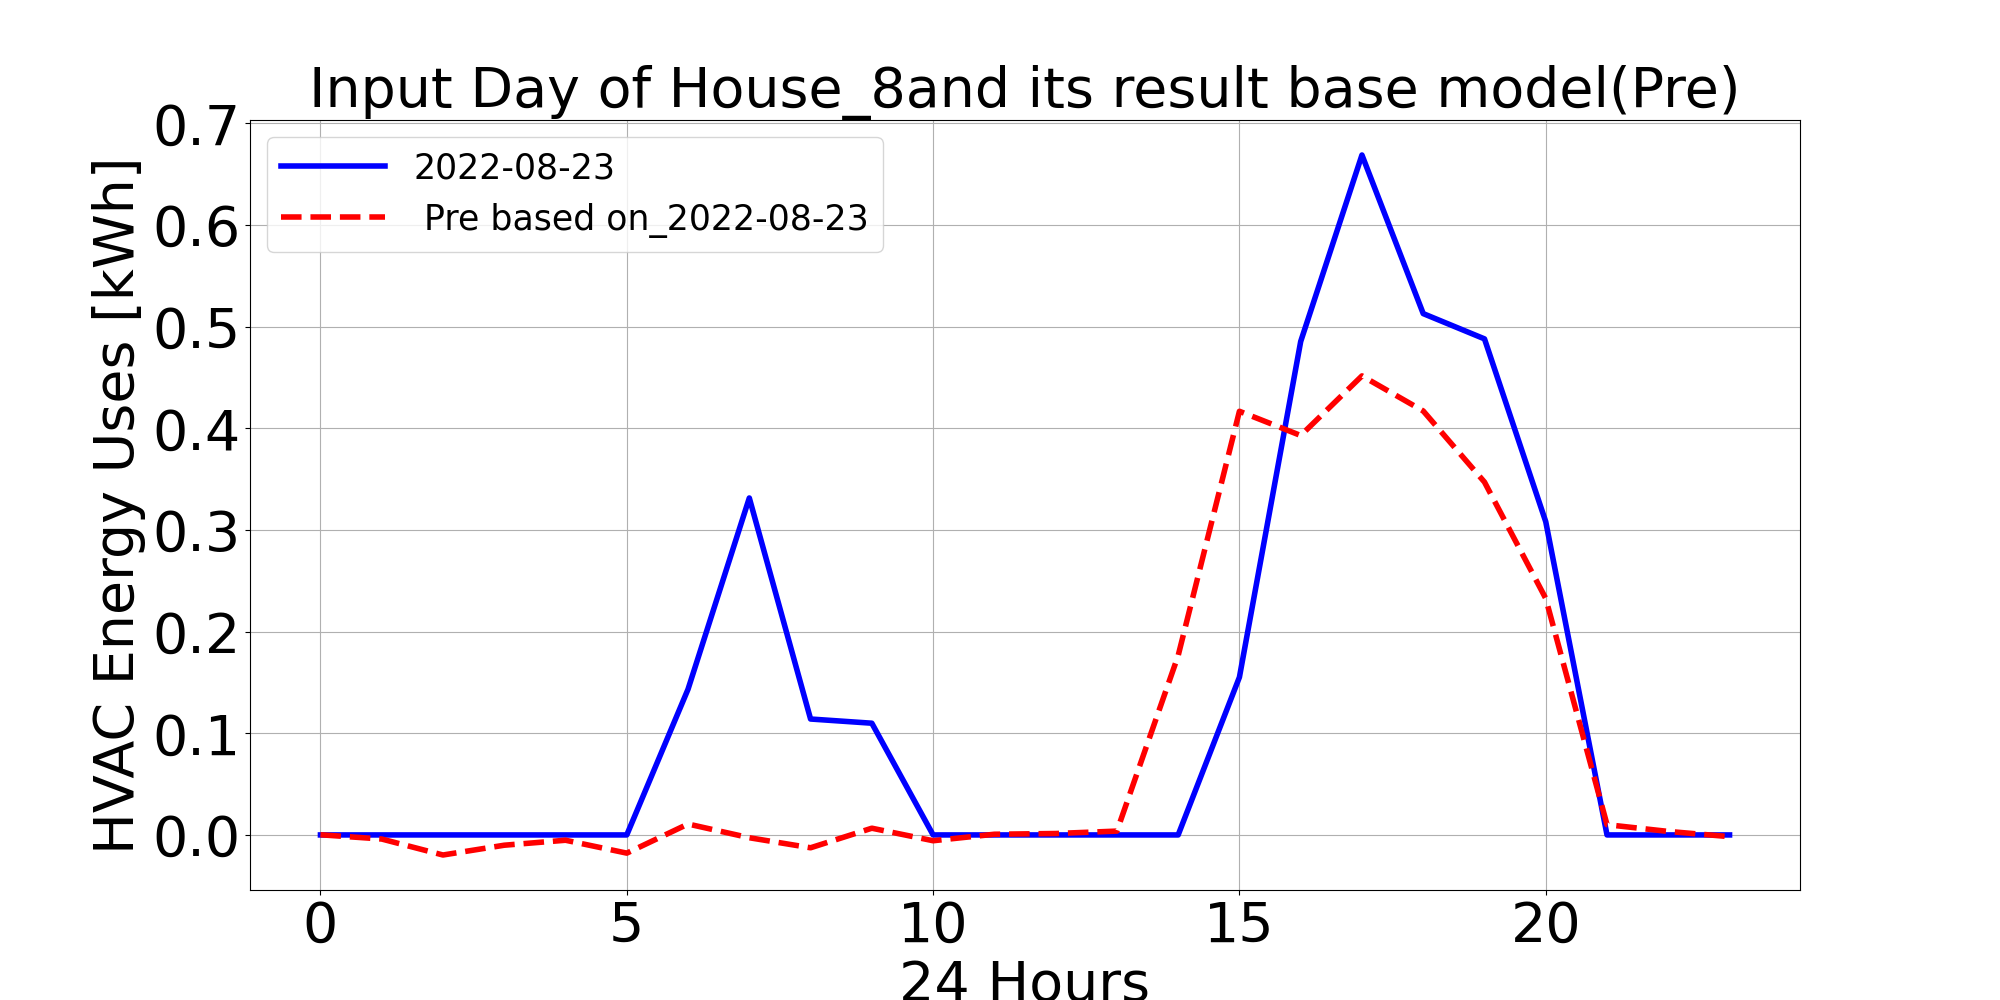 Input Day of House_8and its result base model(Pre)
HVAC Energy Uses [kWh]
0.7
0.6
0.5
0.4
0.3
0.2
0.1
0.0
2022-08-23
Pre based on_2022-08-23
0 5 10 15 20
24 Hours